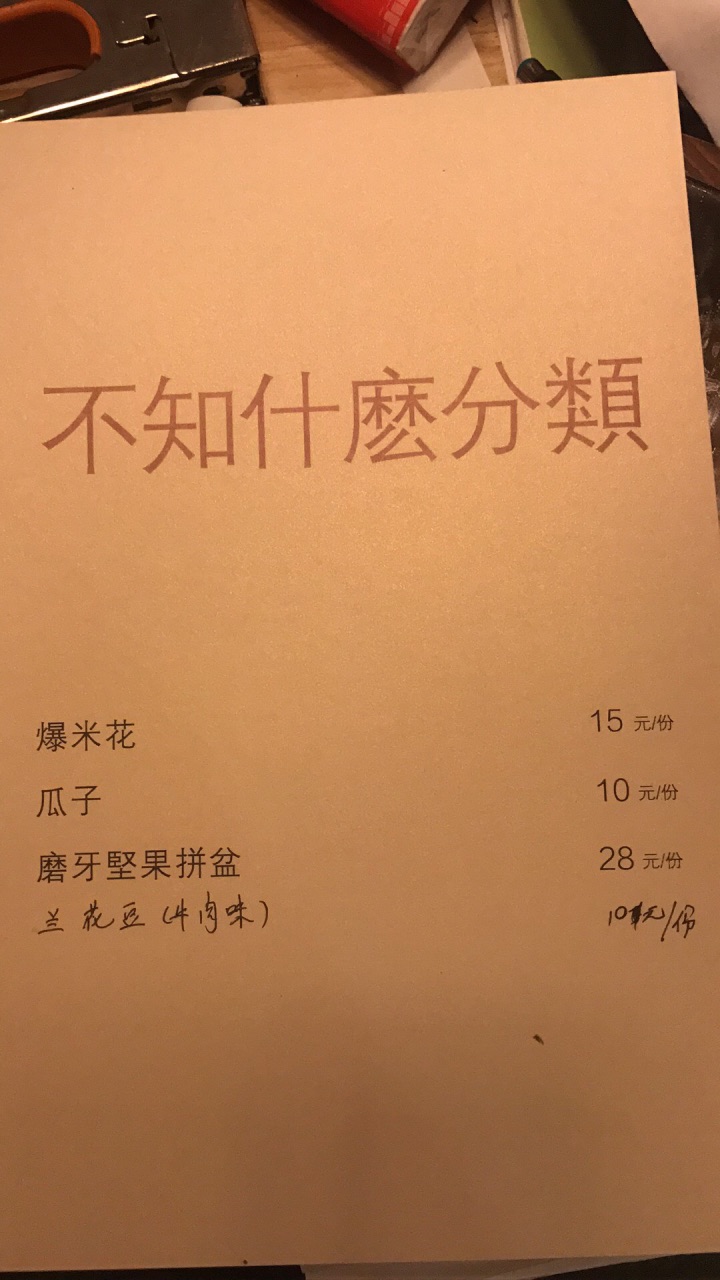 不知什麽分類
爆米花 15 元/份
瓜子 10 元/份
磨牙堅果拼盆 28 元/份
兰花豆（牛肉味） 10元/份